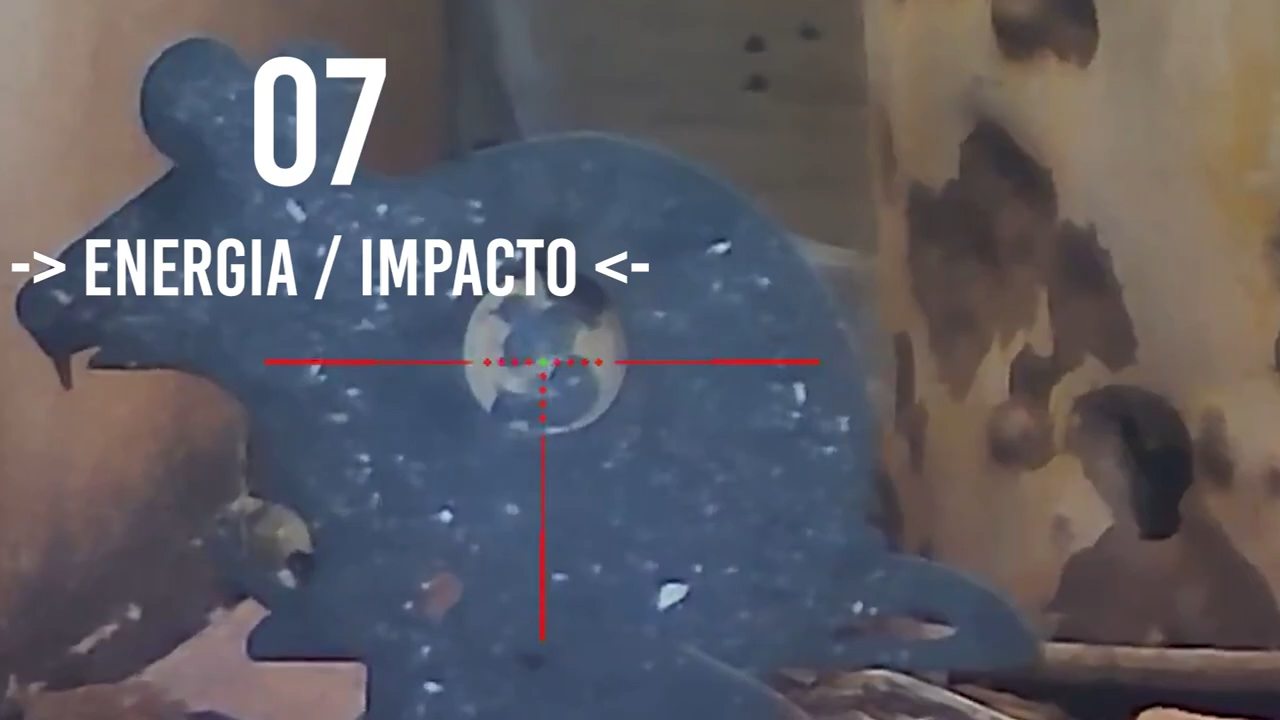 07
-> ENERGIA / IMPACTO <-